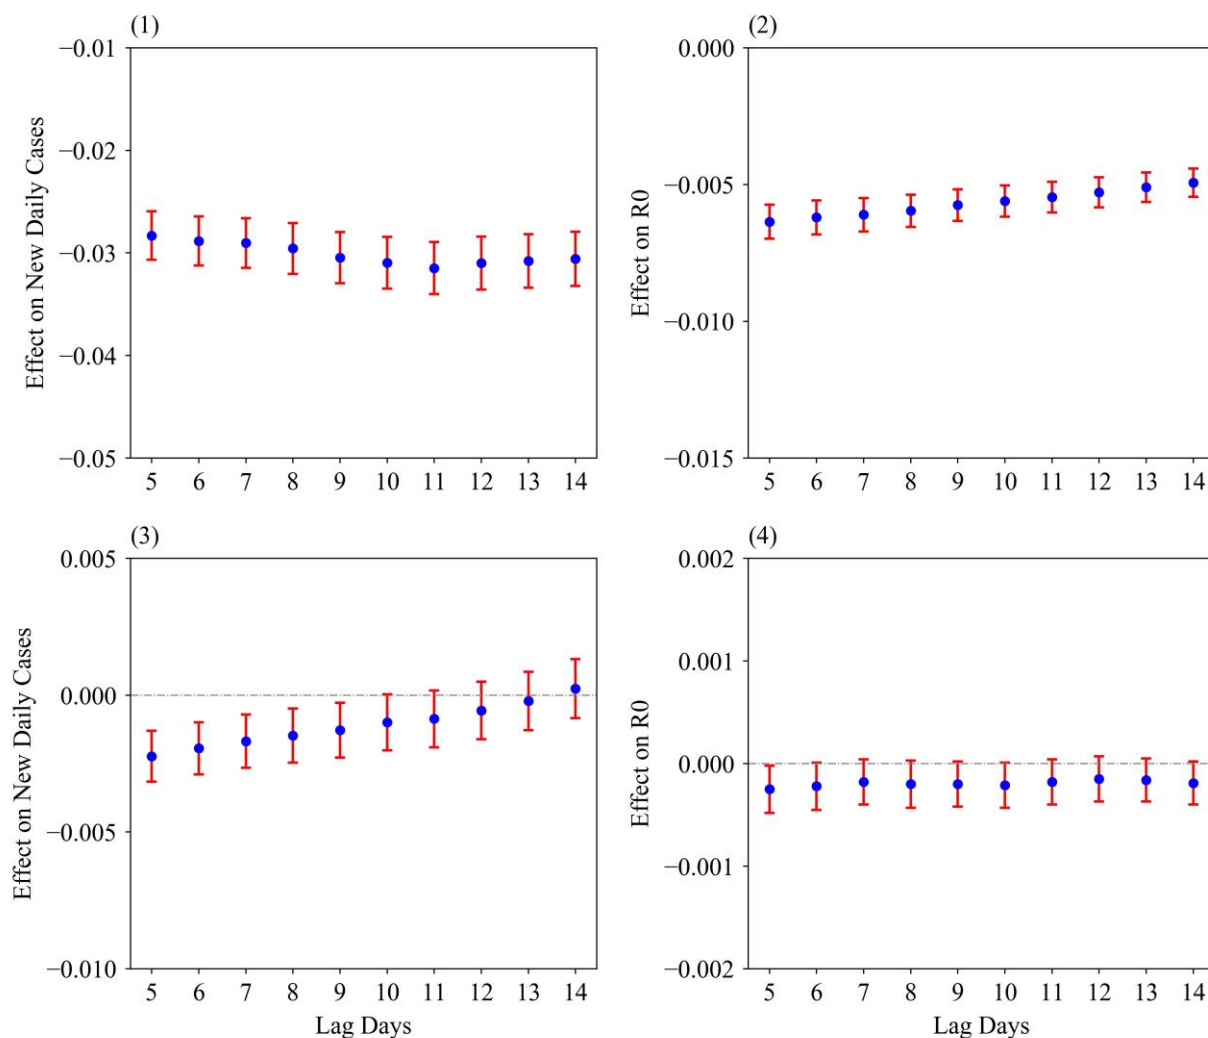 (1)
−0.01
−0.02
−0.03
−0.04
−0.05
Effect on New Daily Cases
5 6 7 8 9 10 11 12 13 14
(2)
0.000
−0.005
−0.010
−0.015
Effect on R0
5 6 7 8 9 10 11 12 13 14
(3)
0.005
0.000
−0.005
−0.010
Effect on New Daily Cases
5 6 7 8 9 10 11 12 13 14
Lag Days
(4)
0.002
0.001
0.000
−0.001
−0.002
Effect on R0
5 6 7 8 9 10 11 12 13 14
Lag Days